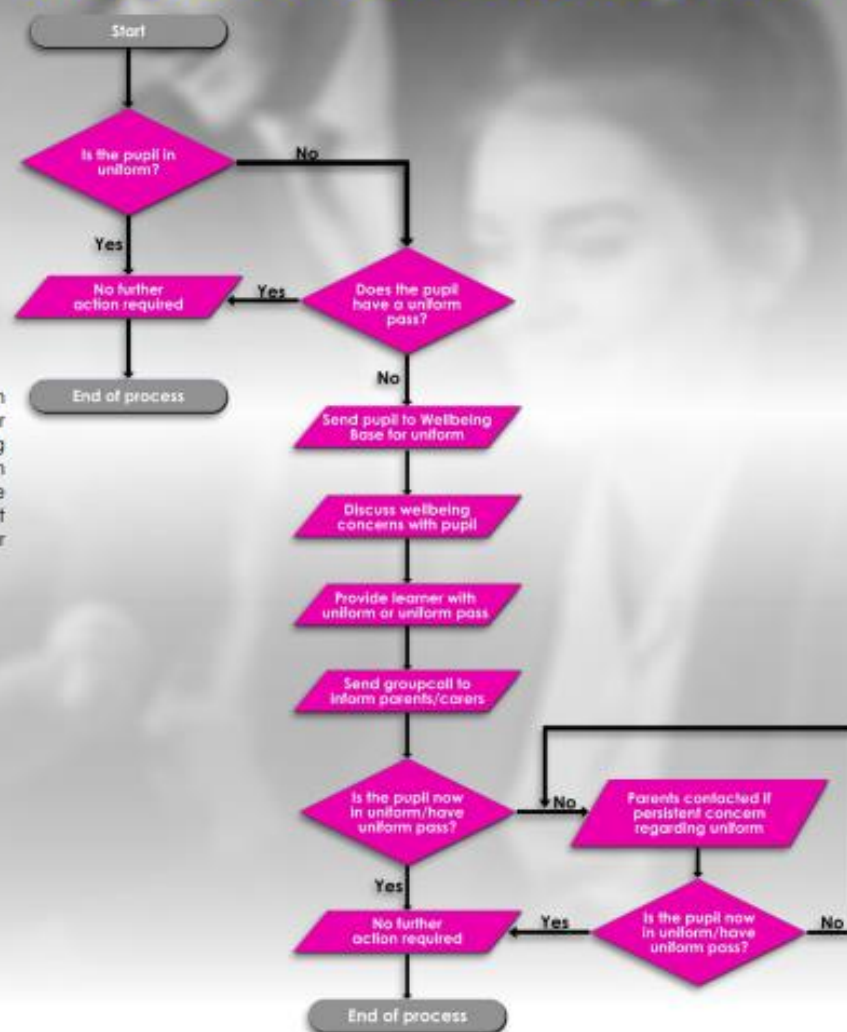 Start
Is the pupil in
uniform?
No
Yes
No further
action required
Yes
Does the pupil
have a uniform
pass?
End of process
No
Send pupil to Wellbeing
Base for uniform
Discuss wellbeing
concerns with pupil
Provide learner with
uniform or uniform pass
Send groupcall to
inform parents/carers
Is the pupil now
in uniform/have
uniform pass?
No
Parents contacted if
persistent concern
regarding uniform
Yes
Is the pupil now
in uniform/have
uniform pass?
No
Yes
No further
action required
End of process